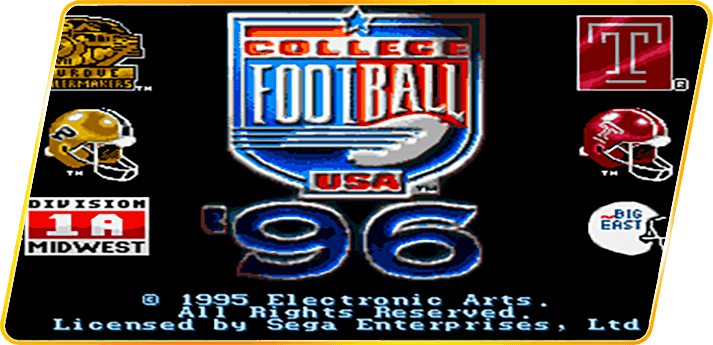 COLLEGE
FOOTBALL
USA ™
'96
PURDUE
™
P
™
DIVISION
1A
MIDWEST
T
®
T
™
BIG
EAST
© 1995 Electronic Arts.
All Rights Reserved.
Licensed by Sega Enterprises, Ltd